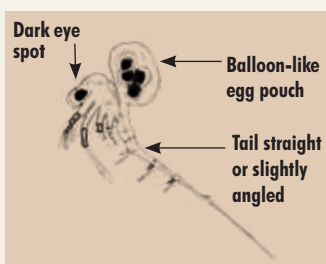 Dark eye
spot
Balloon-like
egg pouch
Tail straight
or slightly
angled